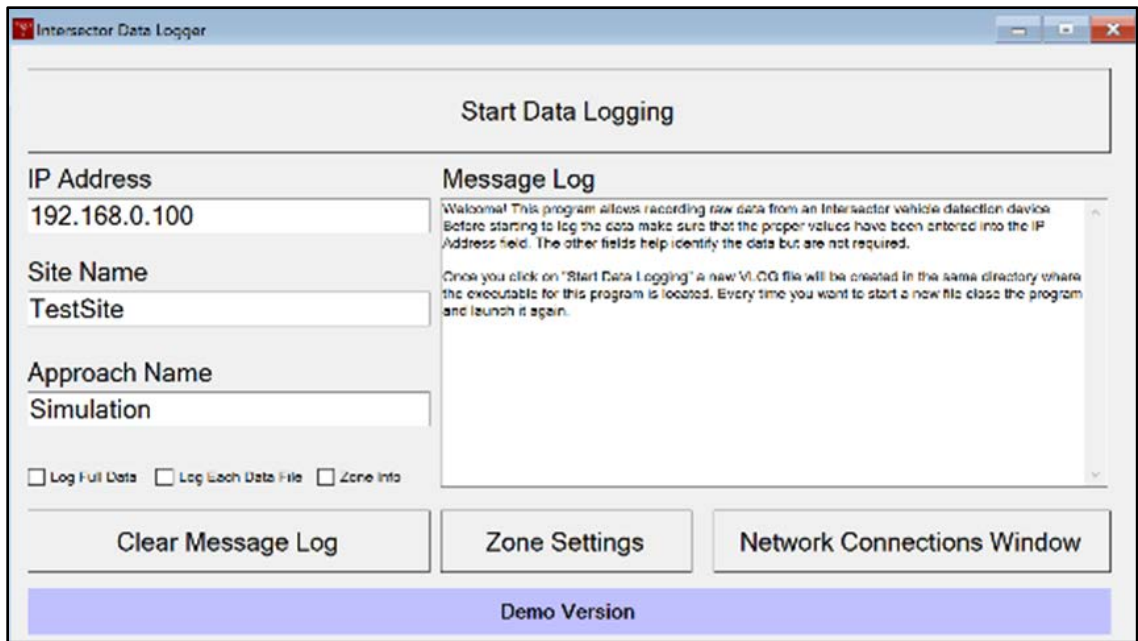 Intersector Data Logger
Start Data Logging
IP Address
192.168.0.100
Site Name
TestSite
Approach Name
Simulation
Log Full Data
Log Each Data File
Zone Info
Message Log
Welcome! This program allows recording raw data from an Intersector vehicle detection device
Before starting to log the data make sure that the proper values have been entered into the IP
Address field. The other fields help identify the data but are not required.
Once you click on "Start Data Logging" a new VLOG file will be created in the same directory where
the executable for this program is located. Every time you want to start a new file close the program
and launch it again.
Clear Message Log
Zone Settings
Network Connections Window
Demo Version